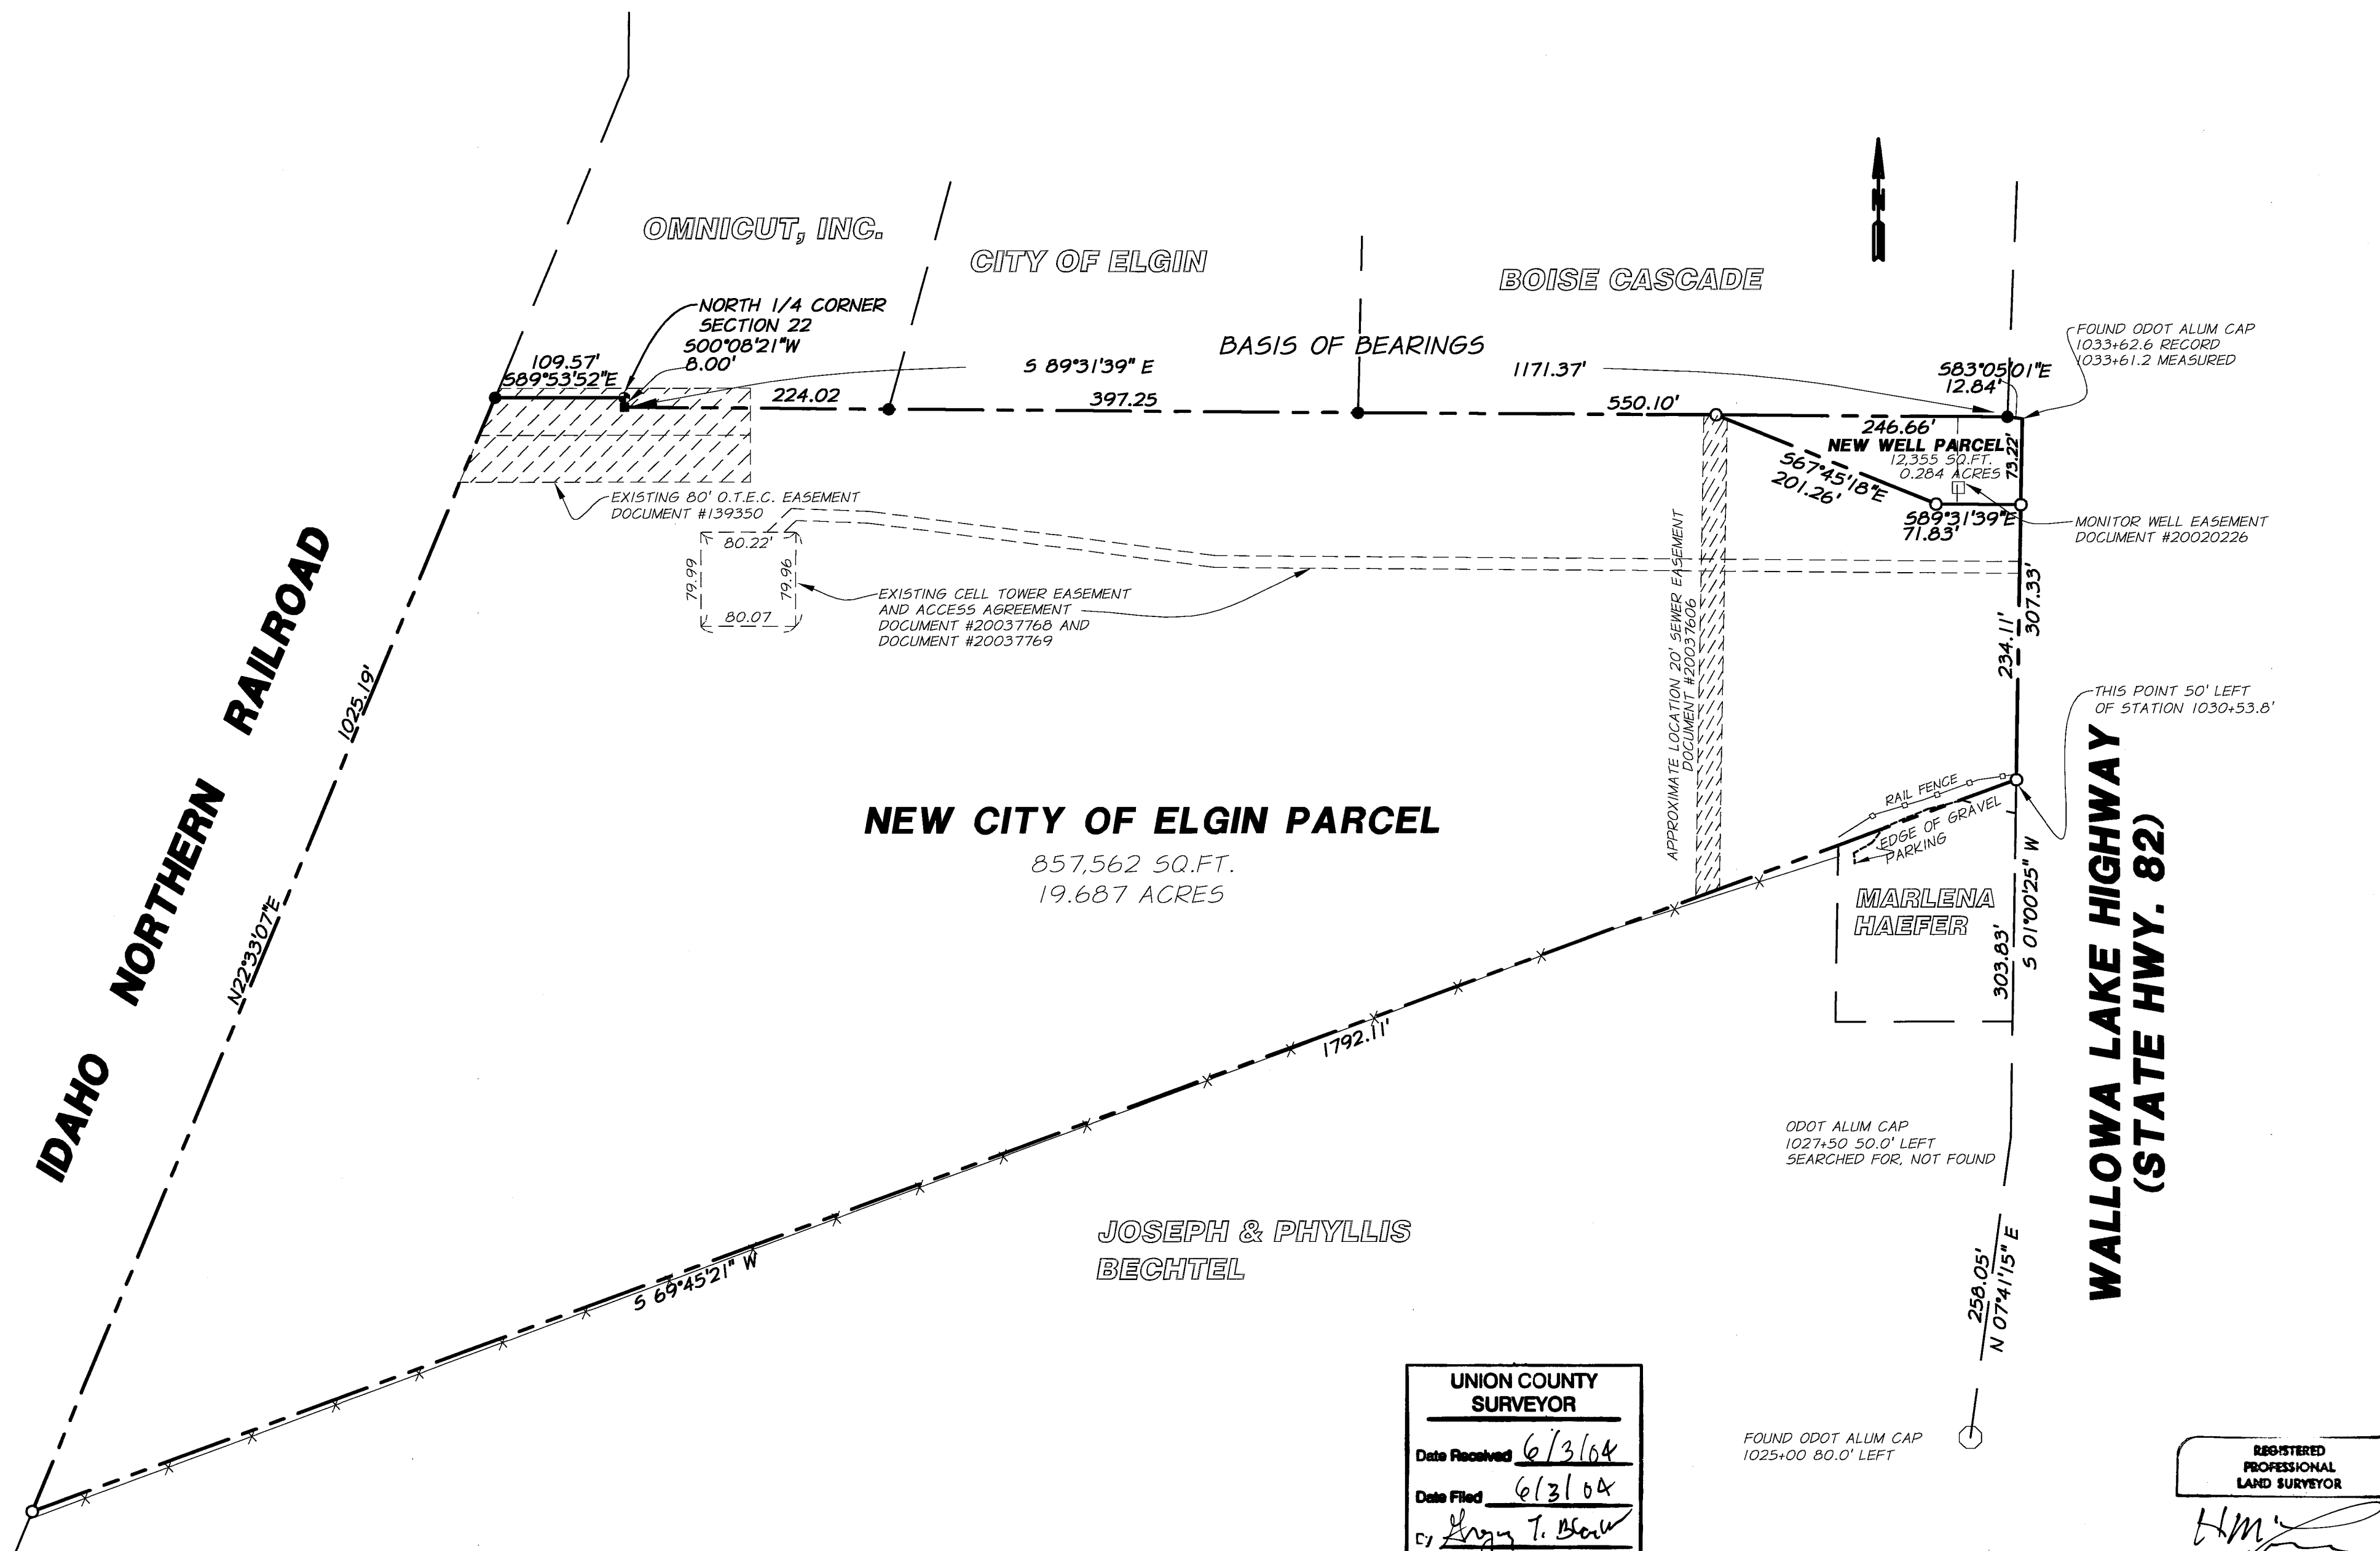 OMNICUT, INC.
CITY OF ELGIN
BOISE CASCADE
N
NORTH 1/4 CORNER
SECTION 22
S00°08'21"W
8.00'
109.57'
S89°53'52"E
BASIS OF BEARINGS
S 89°31'39" E
1171.37'
224.02
397.25
550.10'
S83°05'01"E
12.84'
FOUND ODOT ALUM CAP
1033+62.6 RECORD
1033+61.2 MEASURED
246.66'
NEW WELL PARCEL
12,355 SQ.FT.
0.284 ACRES
73.22'
S67°45'18"E
201.26'
S89°31'39"E
71.83'
MONITOR WELL EASEMENT
DOCUMENT #20020226
EXISTING 80' O.T.E.C. EASEMENT
DOCUMENT #139350
80.22'
79.99
79.96
80.07
EXISTING CELL TOWER EASEMENT
AND ACCESS AGREEMENT
DOCUMENT #20037768 AND
DOCUMENT #20037769
APPROXIMATE LOCATION 20' SEWER EASEMENT
DOCUMENT #20037606
234.11'
307.33'
THIS POINT 50' LEFT
OF STATION 1030+53.8'
IDAHO NORTHERN RAILROAD
1025.19'
N22°33'07"E
NEW CITY OF ELGIN PARCEL
857,562 SQ.FT.
19.687 ACRES
RAIL FENCE
EDGE OF GRAVEL
PARKING
MARLENA
HAEFER
303.83'
S 01°00'25" W
WALLOWA LAKE HIGHWAY
(STATE HWY. 82)
1792.11'
S 69°45'21" W
ODOT ALUM CAP
1027+50 50.0' LEFT
SEARCHED FOR, NOT FOUND
JOSEPH & PHYLLIS
BECHTEL
258.05'
N 07°41'15" E
FOUND ODOT ALUM CAP
1025+00 80.0' LEFT
UNION COUNTY
SURVEYOR
Date Received 6/3/04
Date Filed 6/3/04
By
REGISTERED
PROFESSIONAL
LAND SURVEYOR